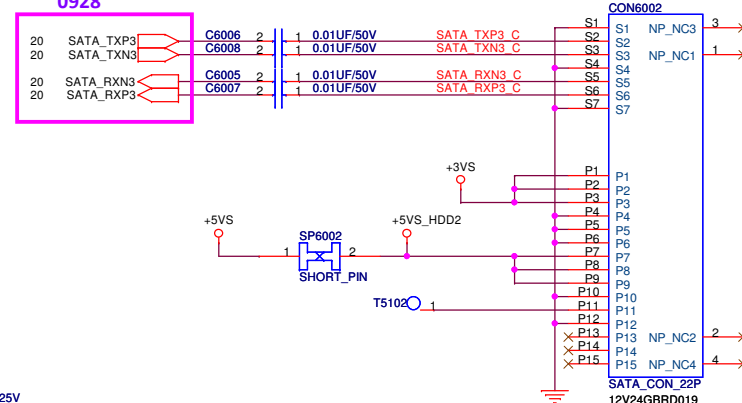 0928
CON6002
20 SATA_TXP3 C6006 2 1 0.01UF/50V SATA_TXP3_C
20 SATA_TXN3 C6008 2 1 0.01UF/50V SATA_TXN3_C
20 SATA_RXN3 C6005 2 1 0.01UF/50V SATA_RXN3_C
20 SATA_RXP3 C6007 2 1 0.01UF/50V SATA_RXP3_C
S1 S1 NP_NC3 3
S2 S2
S3 S3 NP_NC1 1
S4 S4
S5 S5
S6 S6
S7 S7
+3VS
P1 P1
P2 P2
P3 P3
P4 P4
P5 P5
P6 P6
P7 P7
P8 P8
P9 P9
P10 P10
P11 P11
P12 P12
P13 P13 NP_NC2 2
P14 P14
P15 P15 NP_NC4 4
+5VS +5VS_HDD2
SP6002
1 2
SHORT_PIN
T5102 1
SATA_CON_22P
12V24GBRD019
25V